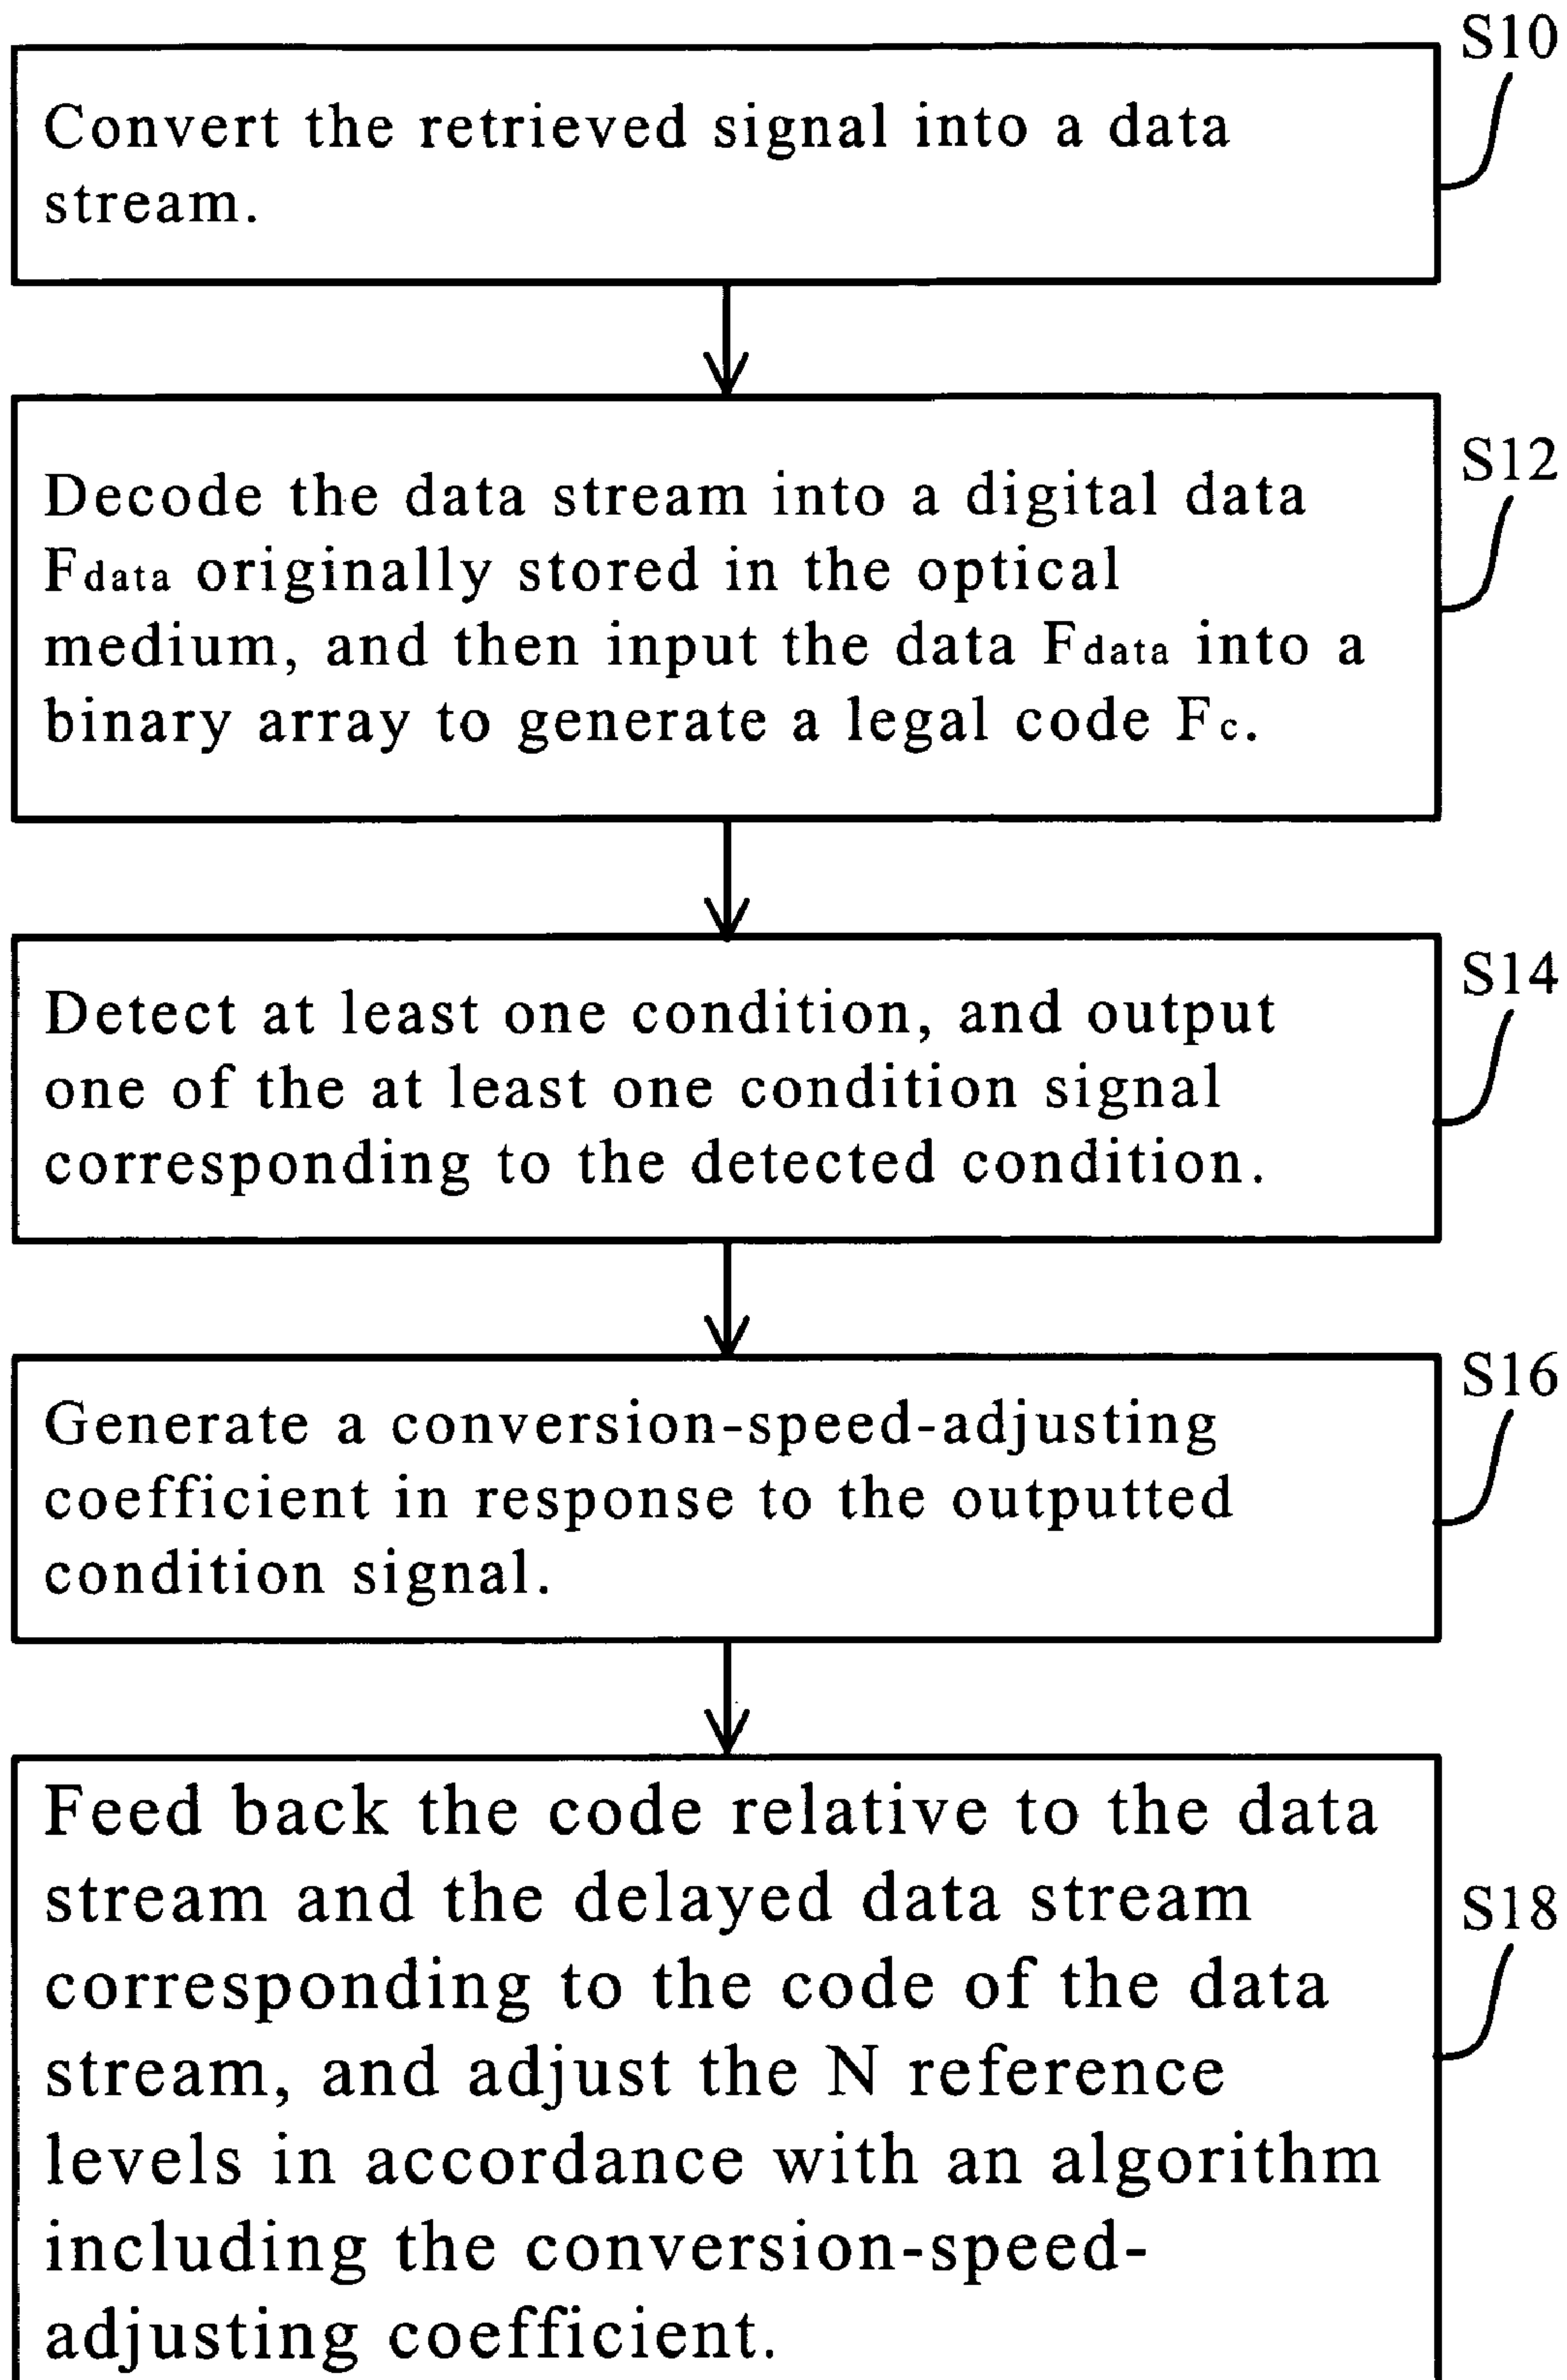 S10
Convert the retrieved signal into a data
stream.
S12
Decode the data stream into a digital data
Fdata originally stored in the optical
medium, and then input the data Fdata into a
binary array to generate a legal code Fc.
S14
Detect at least one condition, and output
one of the at least one condition signal
corresponding to the detected condition.
S16
Generate a conversion-speed-adjusting
coefficient in response to the outputted
condition signal.
S18
Feed back the code relative to the data
stream and the delayed data stream
corresponding to the code of the data
stream, and adjust the N reference
levels in accordance with an algorithm
including the conversion-speed-
adjusting coefficient.